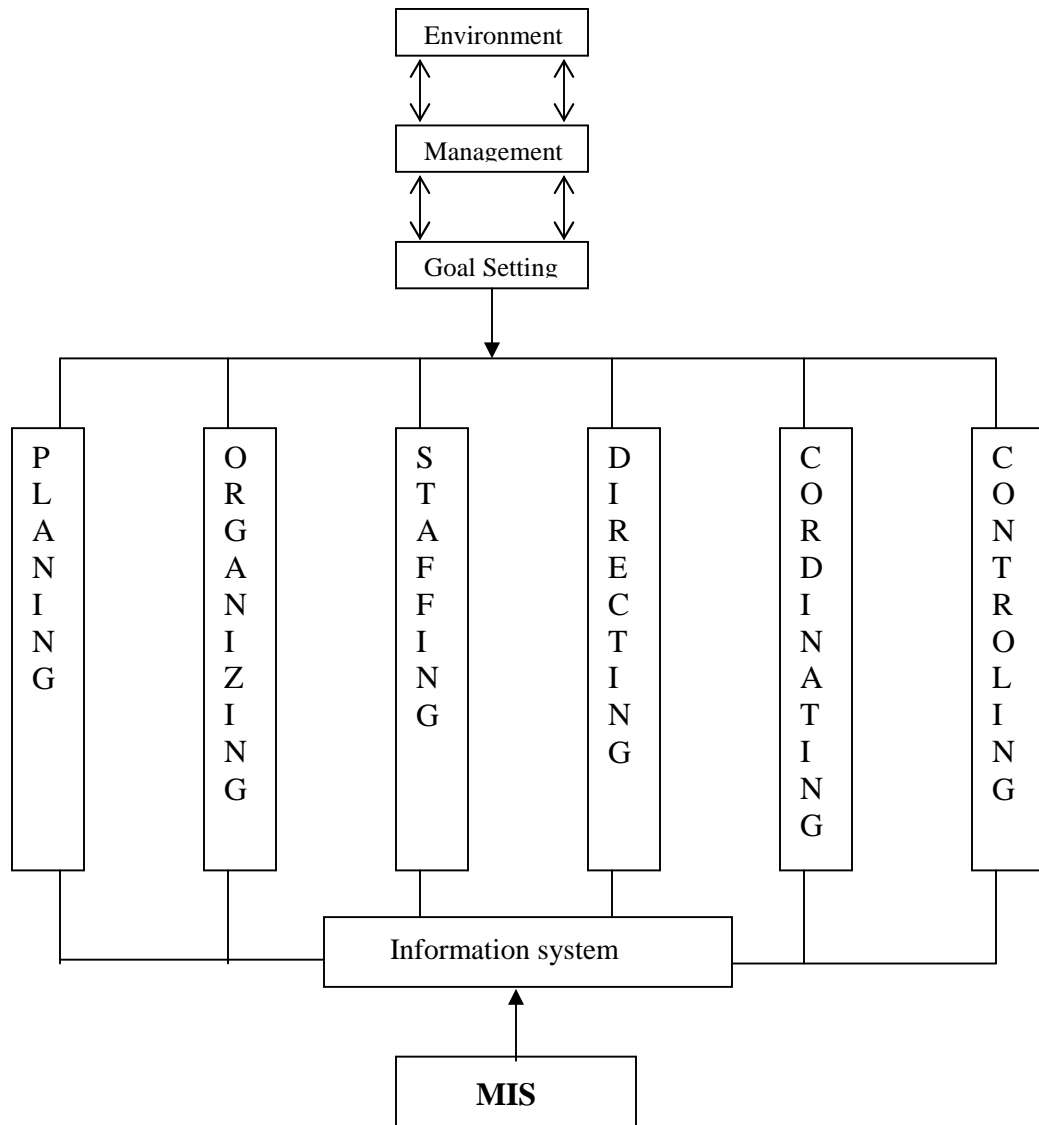 Environment
Management
Goal Setting
PLANING
ORGANIZING
STAFFING
DIRECTING
CORDINATING
CONTROLING
Information system
MIS